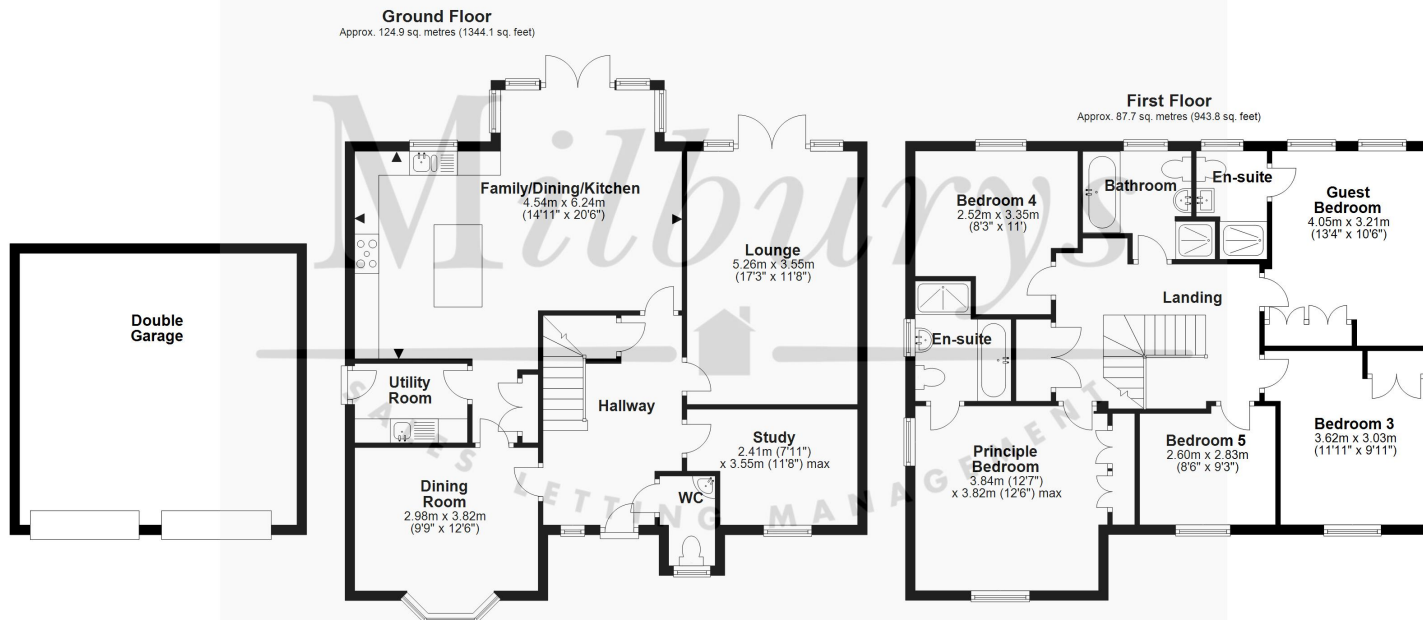 Ground Floor
Approx. 124.9 sq. metres (1344.1 sq. feet)
Family/Dining/Kitchen
4.54m x 6.24m
(14'11" x 20'6")
Lounge
5.26m x 3.55m
(17'3" x 11'8")
Double
Garage
Utility
Room
Hallway
Study
2.41m (7'11")
x 3.55m (11'8") max
Dining
Room
2.98m x 3.82m
(9'9" x 12'6")
WC
First Floor
Approx. 87.7 sq. metres (943.8 sq. feet)
Bedroom 4
2.52m x 3.35m
(8'3" x 11')
Bathroom
En-suite
Guest
Bedroom
4.05m x 3.21m
(13'4" x 10'6")
Landing
En-suite
Principle
Bedroom
3.84m (12'7")
x 3.82m (12'6") max
Bedroom 5
2.60m x 2.83m
(8'6" x 9'3")
Bedroom 3
3.62m x 3.03m
(11'11" x 9'11")
Milburys
SALES LETTING MANAGEMENT